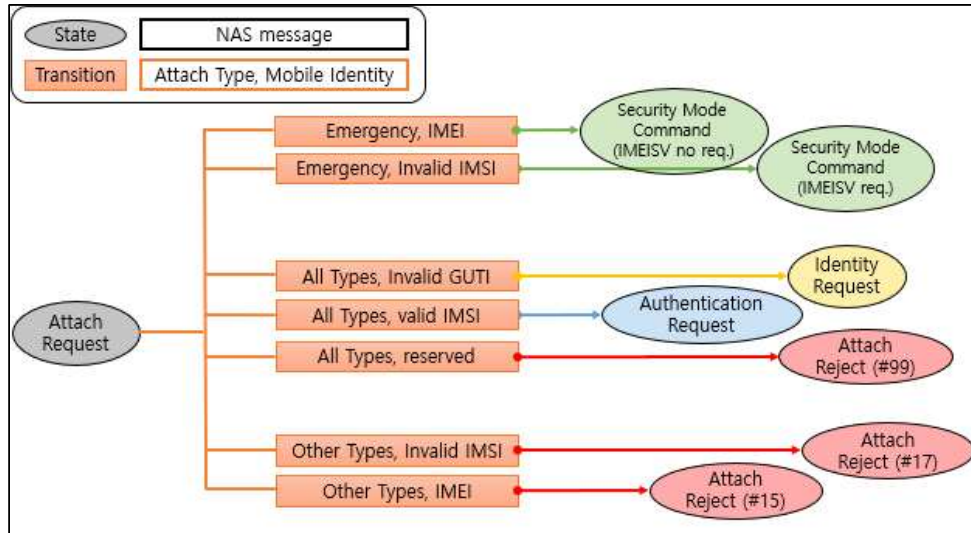 State
NAS message
Transition
Attach Type, Mobile Identity
Emergency, IMEI
Security Mode
Command
(IMEISV no req.)
Emergency, Invalid IMSI
Security Mode
Command
(IMEISV req.)
All Types, Invalid GUTI
Identity
Request
Attach
Request
All Types, valid IMSI
Authentication
Request
All Types, reserved
Attach
Reject (#99)
Other Types, Invalid IMSI
Attach
Reject (#17)
Other Types, IMEI
Attach
Reject (#15)